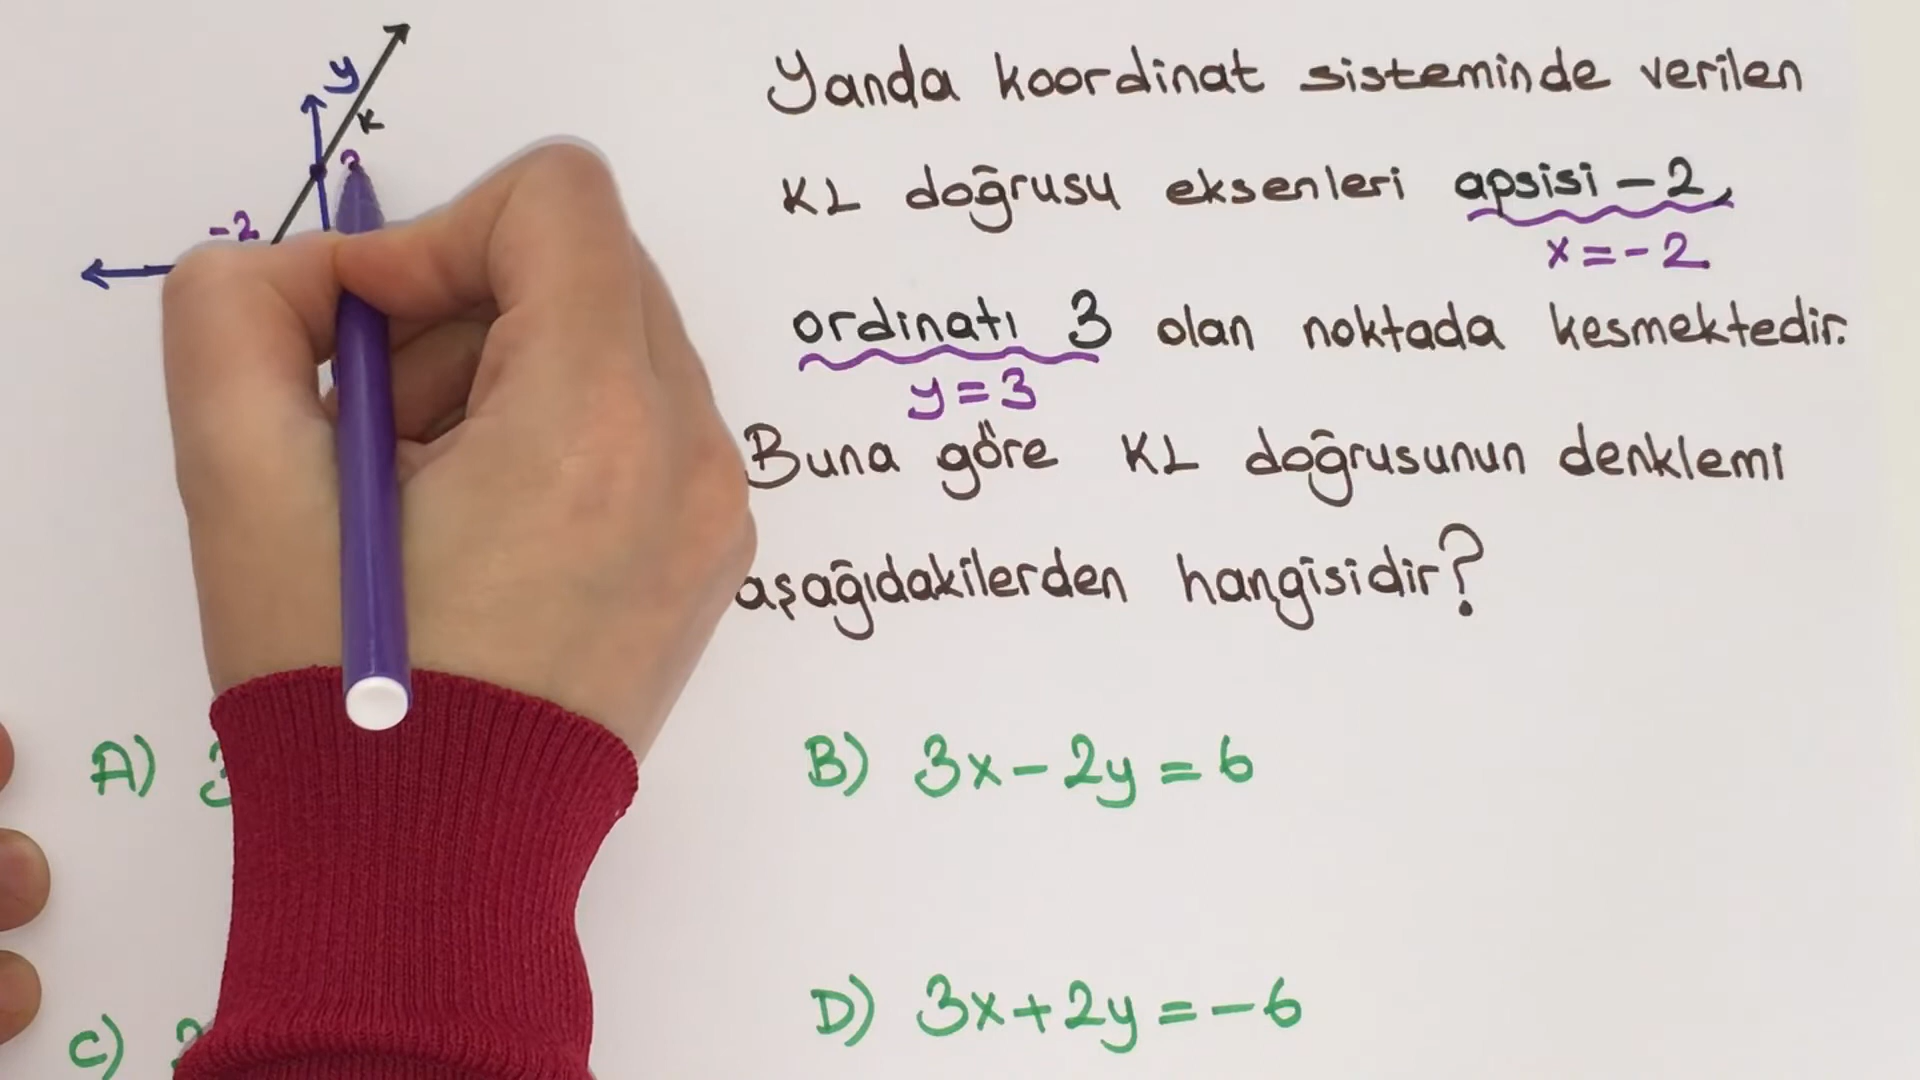 y
K
-2
Yanda koordinat sisteminde verilen
KL doğrusu eksenleri apsisi -2,
x = -2
ordinatı 3 olan noktada kesmektedir.
y = 3
Buna göre KL doğrusunun denklemi
aşağıdakilerden hangisidir?
A)
B) 3x - 2y = 6
C)
D) 3x + 2y = -6